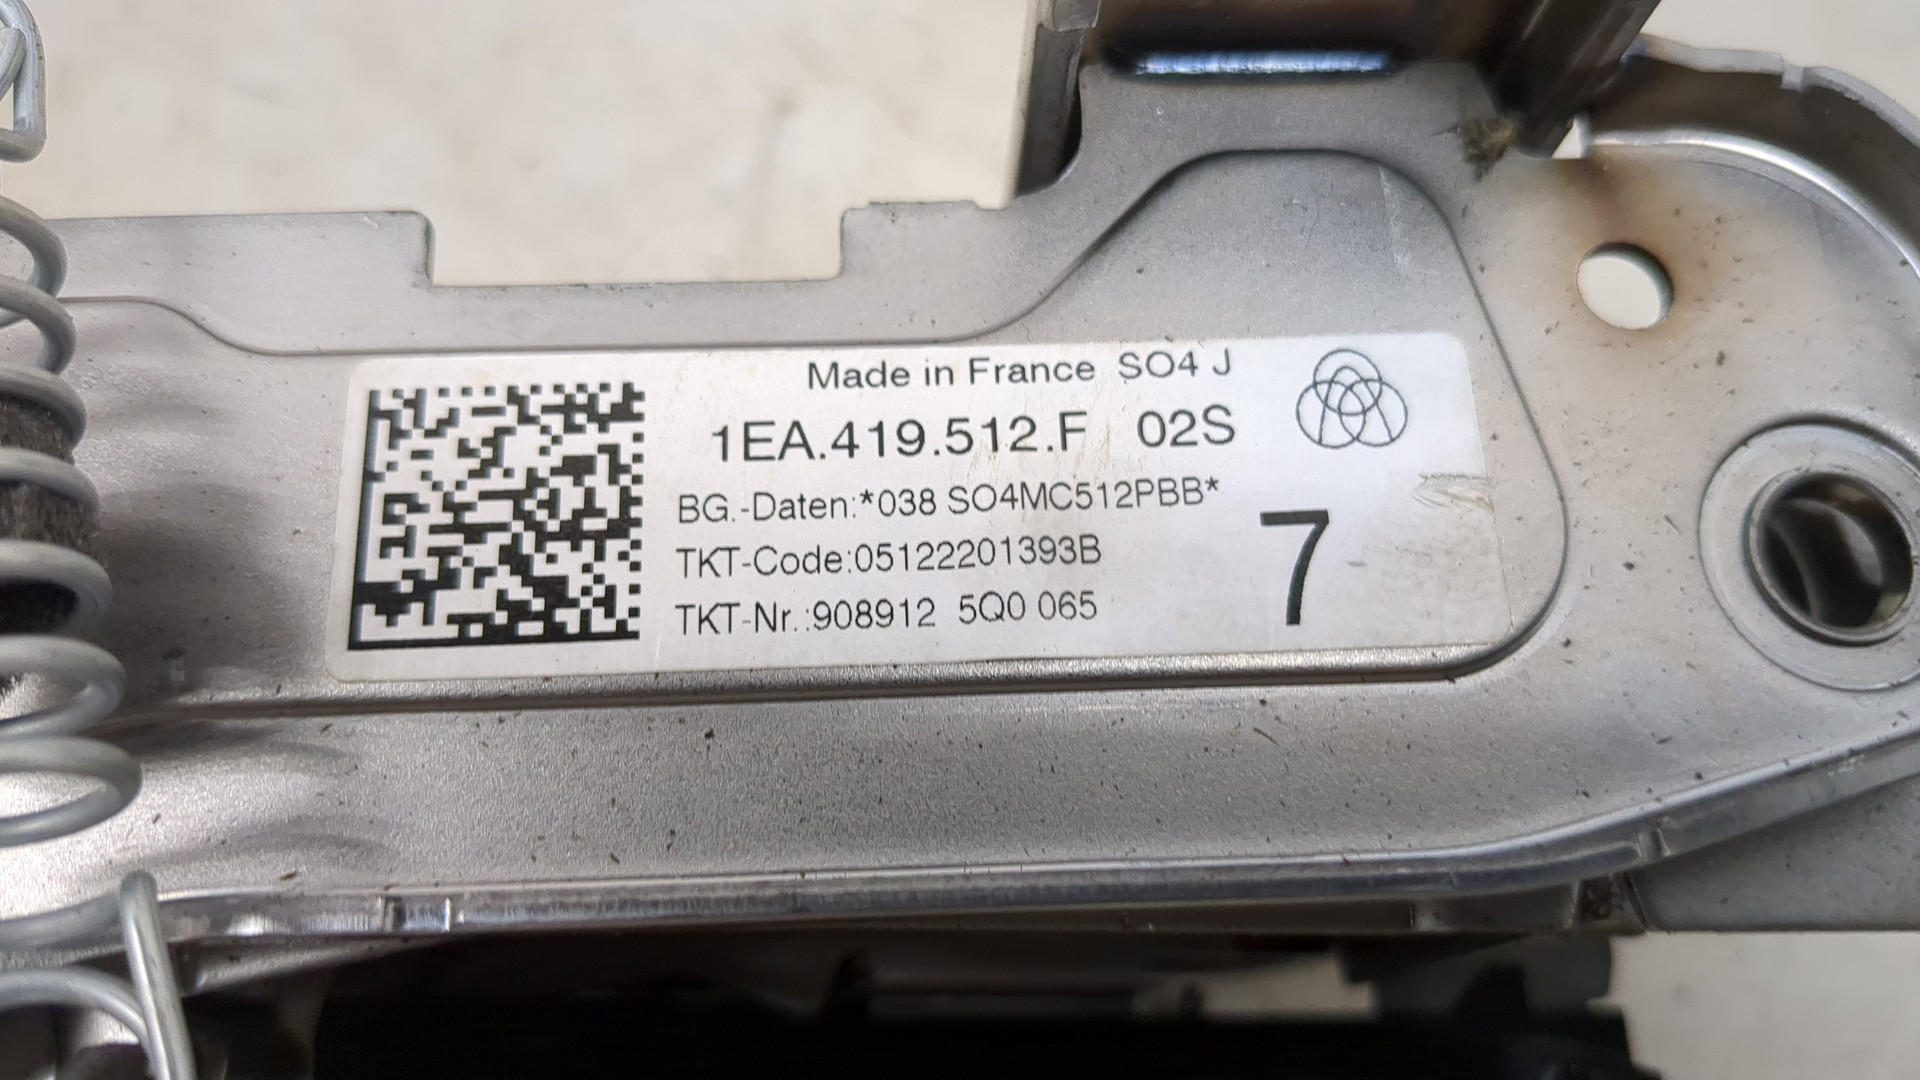 Made in France SO4 J
1EA.419.512.F 02S
BG.-Daten:*038 SO4MC512PBB*
TKT-Code:05122201393B
TKT-Nr.:908912 5Q0 065
7